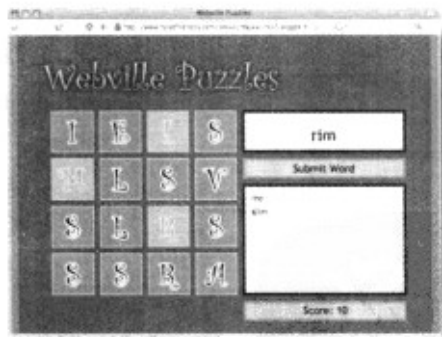 Webville Puzzles
Webville Puzzles
I E I S
rim
L S V
Submit Word
S L S
S S R A
Score: 10